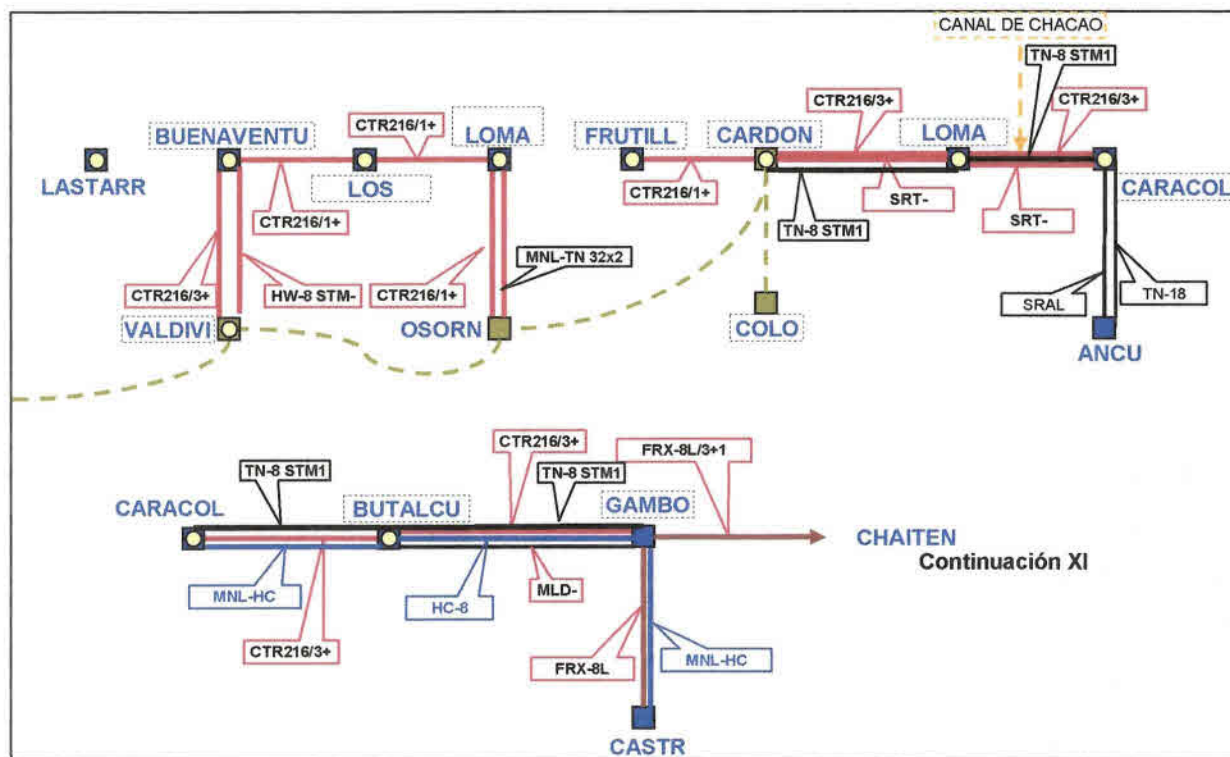 CANAL DE CHACAO
TN-8 STM1
CTR216/3+
CTR216/3+
BUENAVENTU
CTR216/1+
LOMA
FRUTILL
CARDON
LOMA
LASTARR
LOS
CARACOL
CTR216/1+
CTR216/1+
SRT-
SRT-
TN-8 STM1
MNL-TN 32x2
CTR216/3+
HW-8 STM-
CTR216/1+
SRAL
TN-18
VALDIVI
OSORN
COLO
ANCU
CTR216/3+
FRX-8L/3+1
TN-8 STM1
TN-8 STM1
CARACOL
BUTALCU
GAMBO
CHAITEN
Continuación XI
MNL-HC
HC-8
MLD-
CTR216/3+
FRX-8L
MNL-HC
CASTR